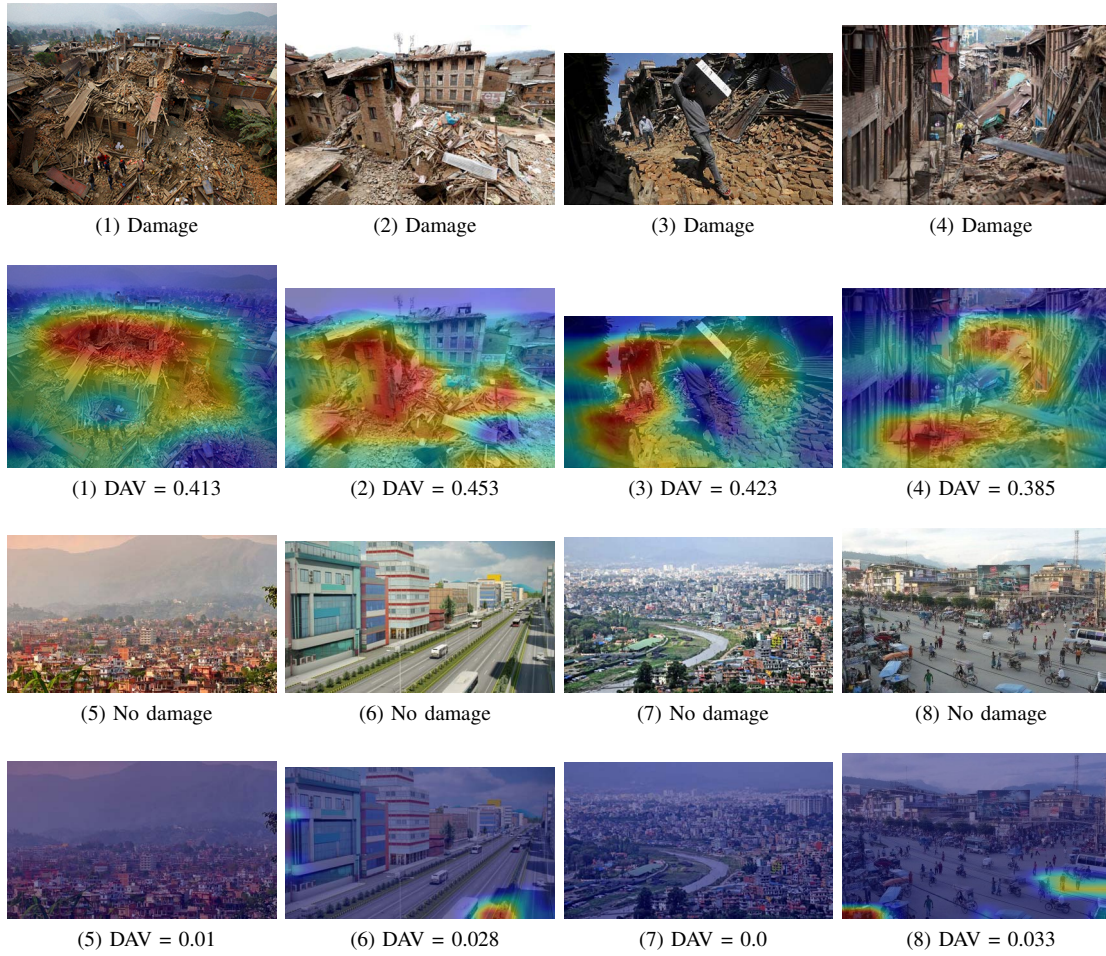 (1) Damage
(2) Damage
(3) Damage
(4) Damage
(1) DAV = 0.413
(2) DAV = 0.453
(3) DAV = 0.423
(4) DAV = 0.385
(5) No damage
(6) No damage
(7) No damage
(8) No damage
(5) DAV = 0.01
(6) DAV = 0.028
(7) DAV = 0.0
(8) DAV = 0.033